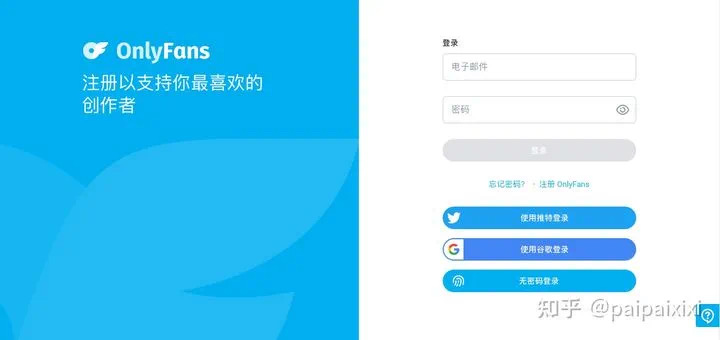 OnlyFans
注册以支持你最喜欢的
创作者
登录
电子邮件
密码
登录
忘记密码? · 注册 OnlyFans
使用推特登录
使用谷歌登录
无密码登录
知乎 @paipaixixi